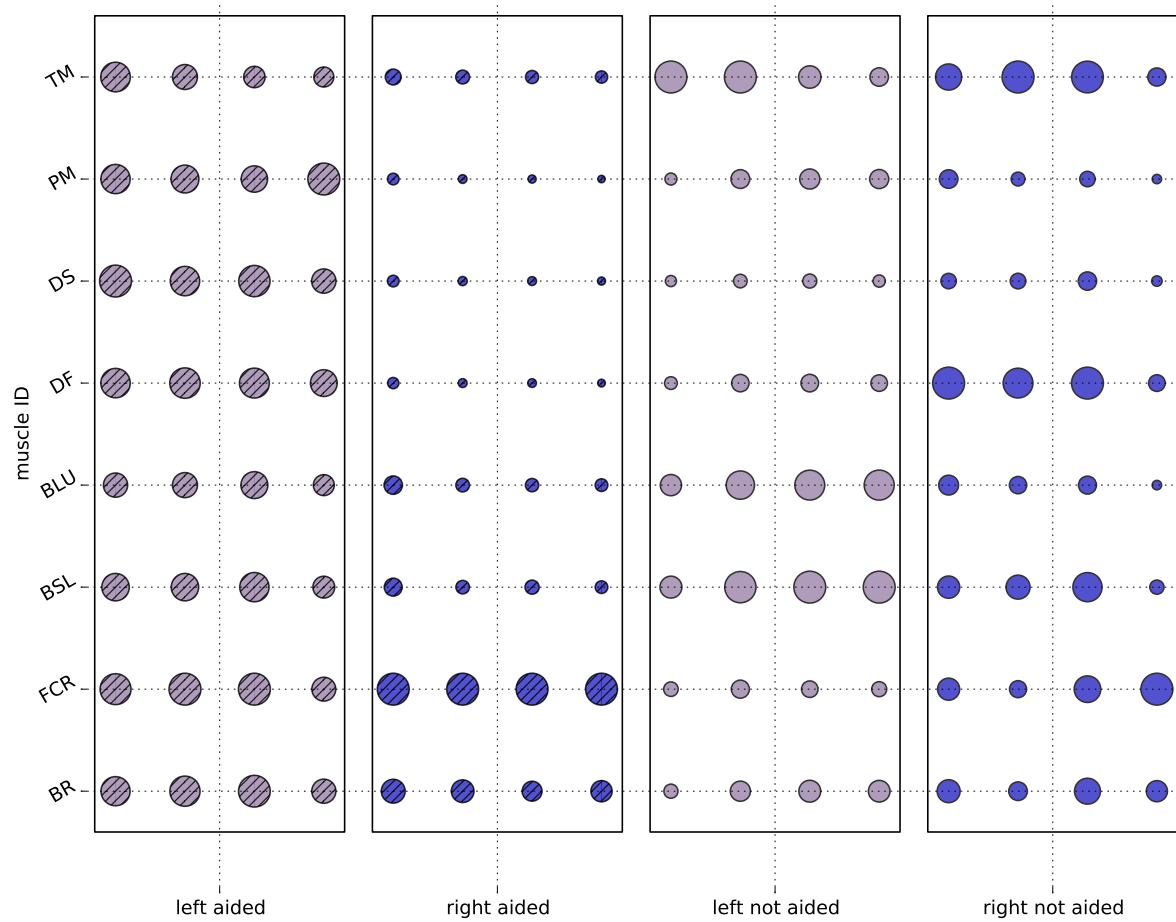 TM
PM
DS
DF
muscle ID
BLU
BSL
FCR
BR
left aided
right aided
left not aided
right not aided